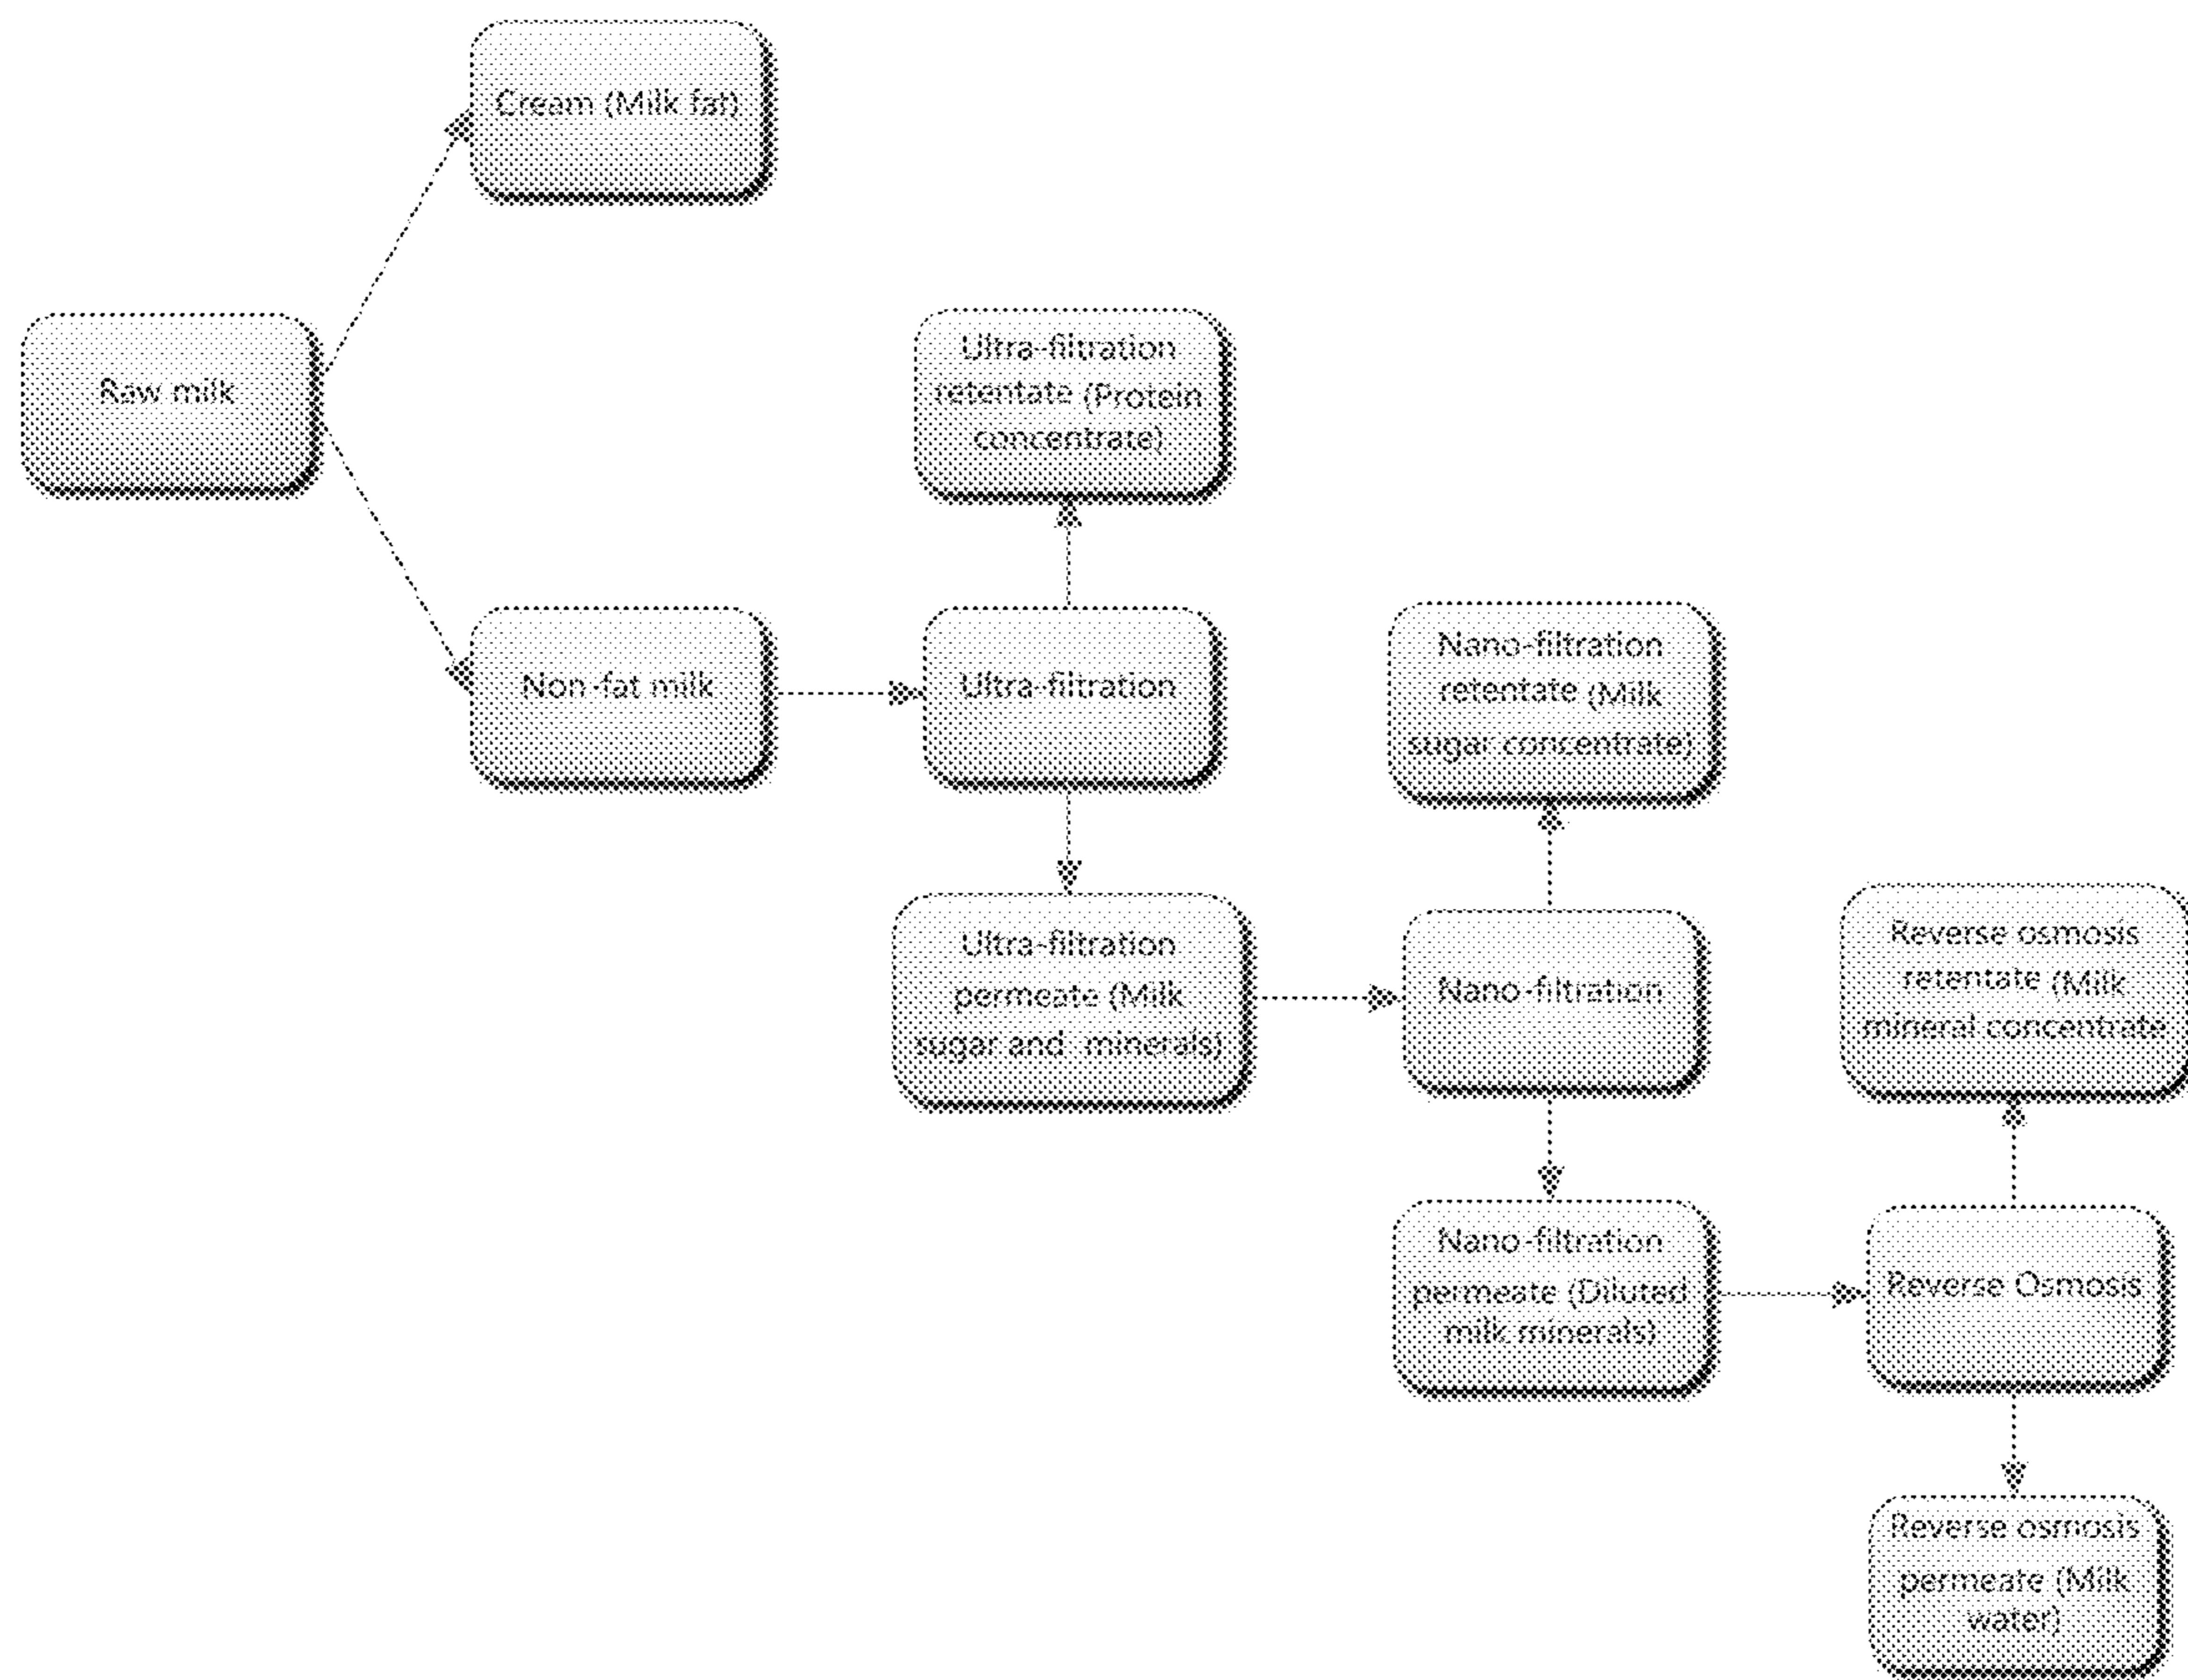 Cream (Milk fat)
Raw milk
Ultra-filtration
retentate (Protein
concentrate)
Non-fat milk
Ultra-filtration
Nano-filtration
retentate (Milk
sugar concentrate)
Ultra-filtration
permeate (Milk
sugar and minerals)
Nano-filtration
Reverse osmosis
retentate (Milk
mineral concentrate
Nano-filtration
permeate (Diluted
milk minerals)
Reverse Osmosis
Reverse osmosis
permeate (Milk
water)